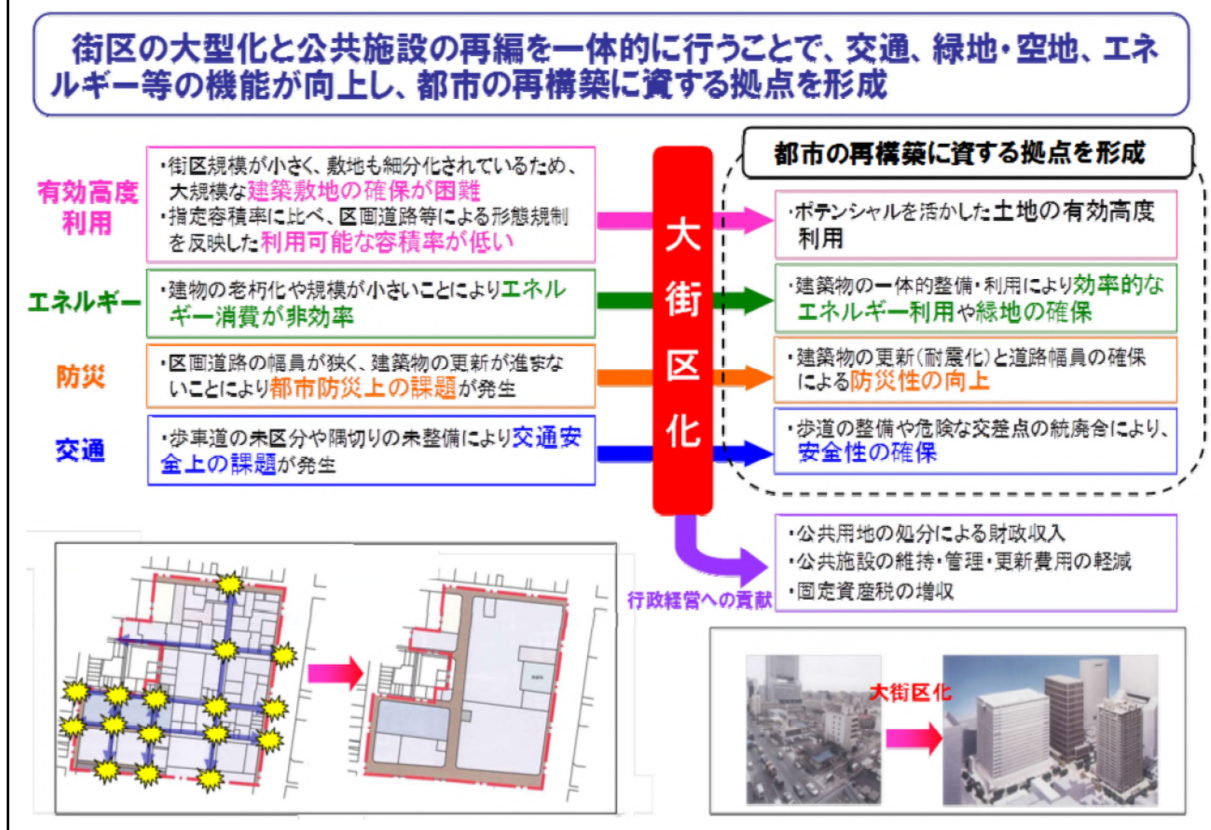 街区の大型化と公共施設の再編を一体的に行うことで、交通、緑地・空地、エネ
ルギー等の機能が向上し、都市の再構築に資する拠点を形成
有効高度
利用
・街区規模が小さく、敷地も細分化されているため、
大規模な建築敷地の確保が困難
・指定容積率に比べ、区画道路等による形態規制
を反映した利用可能な容積率が低い
エネルギー
・建物の老朽化や規模が小さいことによりエネル
ギー消費が非効率
防災
・区画道路の幅員が狭く、建築物の更新が進まな
いことにより都市防災上の課題が発生
交通
・歩車道の未区分や隅切りの未整備により交通安
全上の課題が発生
大街区化
都市の再構築に資する拠点を形成
・ポテンシャルを活かした土地の有効高度
利用
・建築物の一体的整備・利用により効率的な
エネルギー利用や緑地の確保
・建築物の更新(耐震化)と道路幅員の確保
による防災性の向上
・歩道の整備や危険な交差点の統廃合により、
安全性の確保
行政経営への貢献
・公共用地の処分による財政収入
・公共施設の維持・管理・更新費用の軽減
・固定資産税の増収
大街区化